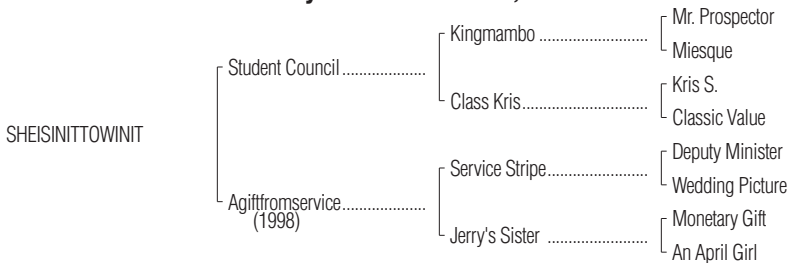 Mr. Prospector
Kingmambo ..............................
Miesque
Student Council .......................
Kris S.
Class Kris...................................
Classic Value
SHEISINITTOWINIT
Deputy Minister
Service Stripe............................
Wedding Picture
Agiftfromservice.......................
(1998)
Monetary Gift
Jerry's Sister ............................
An April Girl